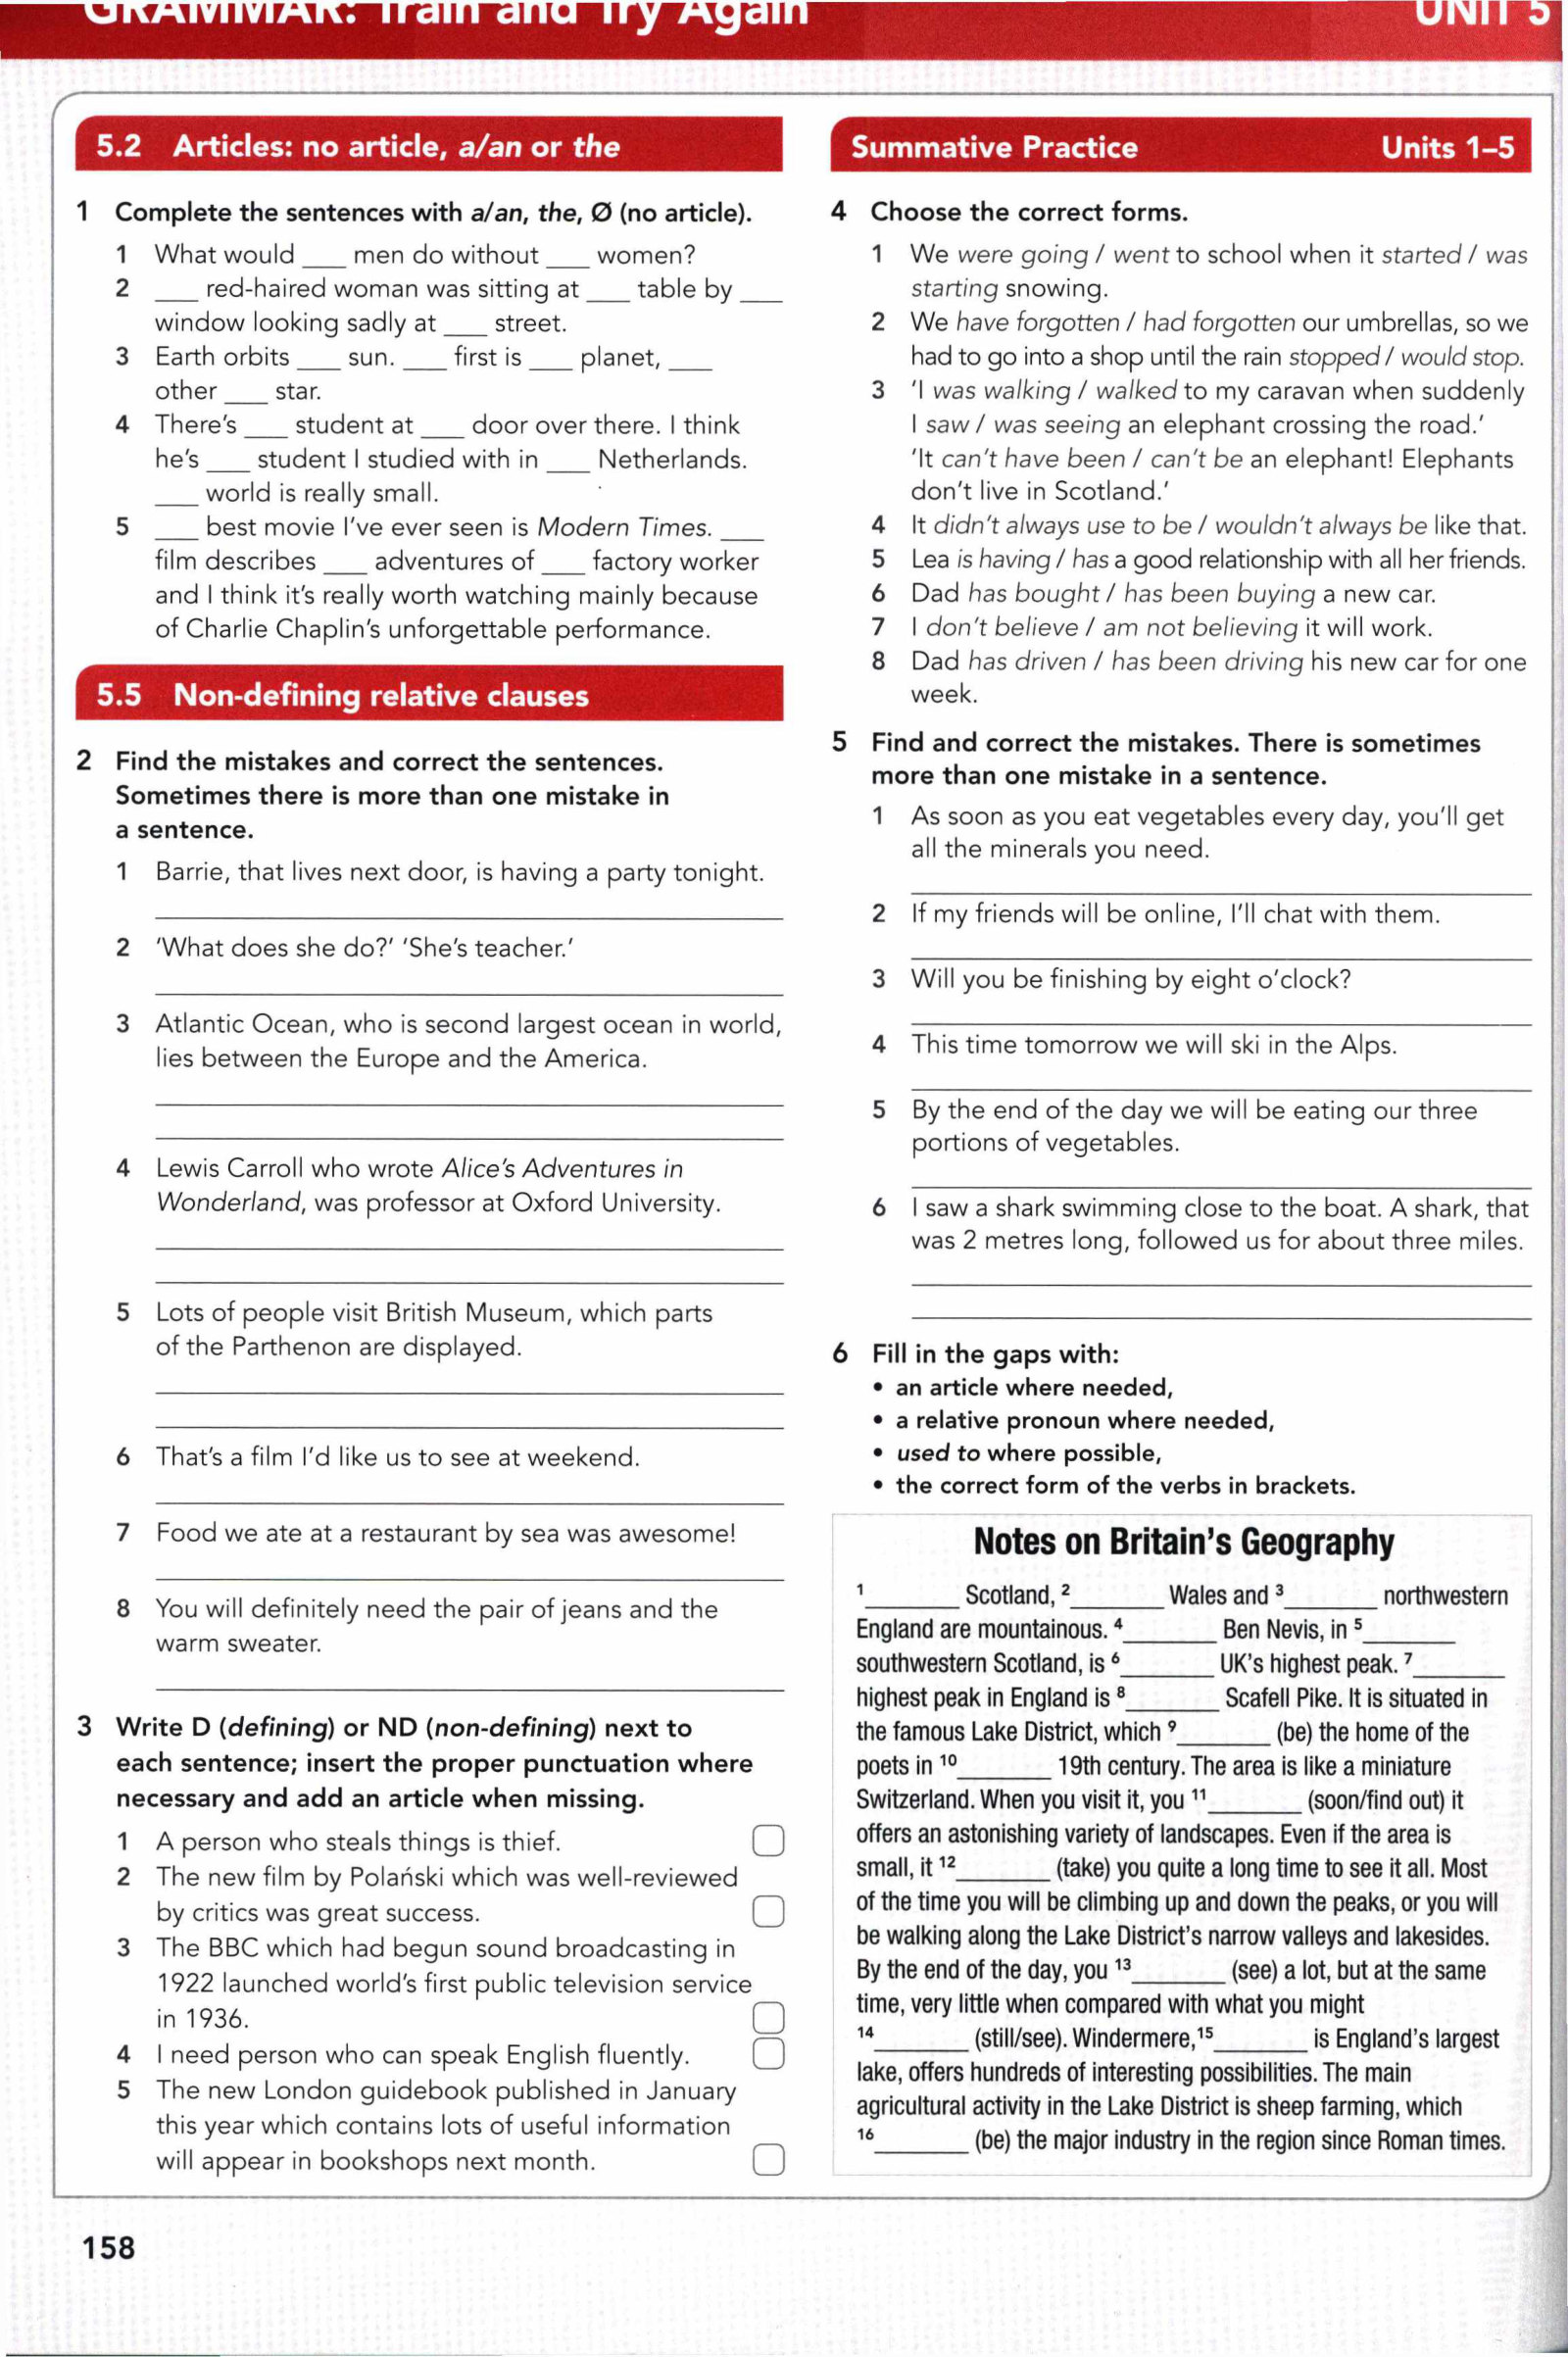 GRAMMAR: Train and Try Again
UNIT 5
5.2 Articles: no article, a/an or the
1 Complete the sentences with a/an, the, Ø (no article).
1 What would ___ men do without ___ women?
2 ___ red-haired woman was sitting at ___ table by ___
window looking sadly at ___ street.
3 Earth orbits ___ sun. ___ first is ___ planet, ___
other ___ star.
4 There's ___ student at ___ door over there. I think
he's ___ student I studied with in ___ Netherlands.
___ world is really small.
5 ___ best movie I've ever seen is Modern Times. ___
film describes ___ adventures of ___ factory worker
and I think it's really worth watching mainly because
of Charlie Chaplin's unforgettable performance.
5.5 Non-defining relative clauses
2 Find the mistakes and correct the sentences.
Sometimes there is more than one mistake in
a sentence.
1 Barrie, that lives next door, is having a party tonight.
2 'What does she do?' 'She's teacher.'
3 Atlantic Ocean, who is second largest ocean in world,
lies between the Europe and the America.
4 Lewis Carroll who wrote Alice's Adventures in
Wonderland, was professor at Oxford University.
5 Lots of people visit British Museum, which parts
of the Parthenon are displayed.
6 That's a film I'd like us to see at weekend.
7 Food we ate at a restaurant by sea was awesome!
8 You will definitely need the pair of jeans and the
warm sweater.
3 Write D (defining) or ND (non-defining) next to
each sentence; insert the proper punctuation where
necessary and add an article when missing.
1 A person who steals things is thief.
2 The new film by Polański which was well-reviewed
by critics was great success.
3 The BBC which had begun sound broadcasting in
1922 launched world's first public television service
in 1936.
4 I need person who can speak English fluently.
5 The new London guidebook published in January
this year which contains lots of useful information
will appear in bookshops next month.
Summative Practice Units 1–5
4 Choose the correct forms.
1 We were going / went to school when it started / was
starting snowing.
2 We have forgotten / had forgotten our umbrellas, so we
had to go into a shop until the rain stopped / would stop.
3 'I was walking / walked to my caravan when suddenly
I saw / was seeing an elephant crossing the road.'
'It can't have been / can't be an elephant! Elephants
don't live in Scotland.'
4 It didn't always use to be / wouldn't always be like that.
5 Lea is having / has a good relationship with all her friends.
6 Dad has bought / has been buying a new car.
7 I don't believe / am not believing it will work.
8 Dad has driven / has been driving his new car for one
week.
5 Find and correct the mistakes. There is sometimes
more than one mistake in a sentence.
1 As soon as you eat vegetables every day, you'll get
all the minerals you need.
2 If my friends will be online, I'll chat with them.
3 Will you be finishing by eight o'clock?
4 This time tomorrow we will ski in the Alps.
5 By the end of the day we will be eating our three
portions of vegetables.
6 I saw a shark swimming close to the boat. A shark, that
was 2 metres long, followed us for about three miles.
6 Fill in the gaps with:
• an article where needed,
• a relative pronoun where needed,
• used to where possible,
• the correct form of the verbs in brackets.
Notes on Britain's Geography
1 ________ Scotland, 2 ________ Wales and 3 ________ northwestern
England are mountainous. 4 ________ Ben Nevis, in 5 ________
southwestern Scotland, is 6 ________ UK's highest peak. 7 ________
highest peak in England is 8 ________ Scafell Pike. It is situated in
the famous Lake District, which 9 ________ (be) the home of the
poets in 10 ________ 19th century. The area is like a miniature
Switzerland. When you visit it, you 11 ________ (soon/find out) it
offers an astonishing variety of landscapes. Even if the area is
small, it 12 ________ (take) you quite a long time to see it all. Most
of the time you will be climbing up and down the peaks, or you will
be walking along the Lake District's narrow valleys and lakesides.
By the end of the day, you 13 ________ (see) a lot, but at the same
time, very little when compared with what you might
14 ________ (still/see). Windermere, 15 ________ is England's largest
lake, offers hundreds of interesting possibilities. The main
agricultural activity in the Lake District is sheep farming, which
16 ________ (be) the major industry in the region since Roman times.
158